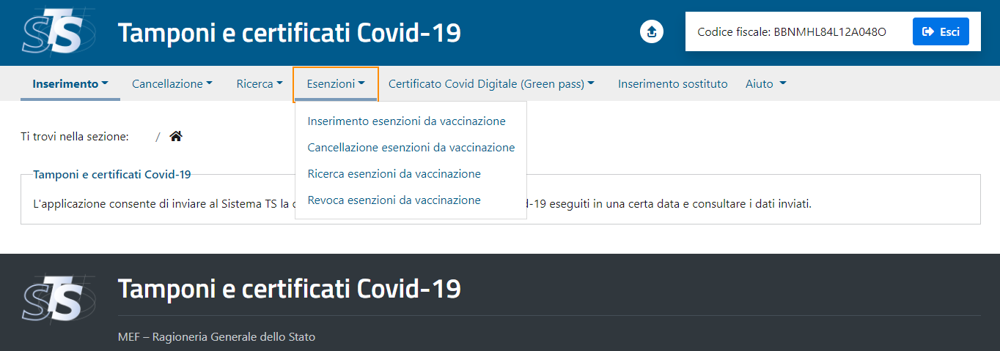 STS
Tamponi e certificati Covid-19
Codice fiscale: BBNMHL84L12A048O
Esci
Inserimento
Cancellazione
Ricerca
Esenzioni
Certificato Covid Digitale (Green pass)
Inserimento sostituto
Aiuto
Inserimento esenzioni da vaccinazione
Cancellazione esenzioni da vaccinazione
Ricerca esenzioni da vaccinazione
Revoca esenzioni da vaccinazione
Ti trovi nella sezione: /
Tamponi e certificati Covid-19
L'applicazione consente di inviare al Sistema TS la d-19 eseguiti in una certa data e consultare i dati inviati.
STS
Tamponi e certificati Covid-19
MEF – Ragioneria Generale dello Stato